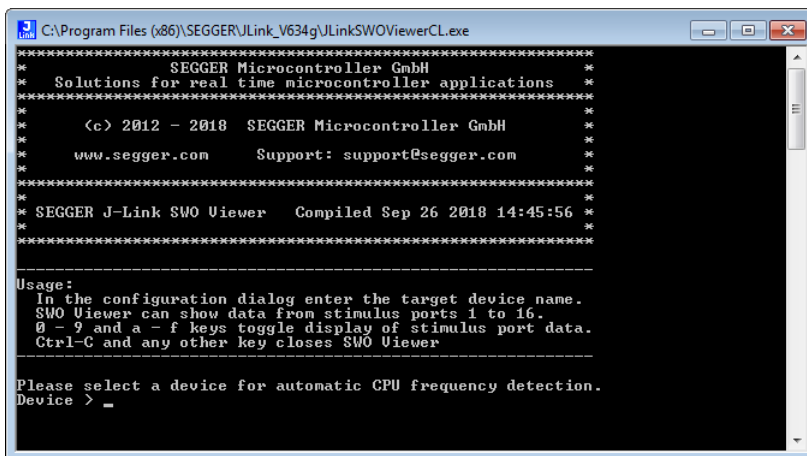 C:\Program Files (x86)\SEGGER\JLink_V634g\JLinkSWOViewerCL.exe
*************************************************************
* SEGGER Microcontroller GmbH *
* Solutions for real time microcontroller applications *
*************************************************************
* *
* (c) 2012 - 2018 SEGGER Microcontroller GmbH *
* *
* www.segger.com Support: support@segger.com *
* *
*************************************************************
* *
* SEGGER J-Link SWO Viewer Compiled Sep 26 2018 14:45:56 *
* *
*************************************************************
-------------------------------------------------------------
Usage:
In the configuration dialog enter the target device name.
SWO Viewer can show data from stimulus ports 1 to 16.
0 - 9 and a - f keys toggle display of stimulus port data.
Ctrl-C and any other key closes SWO Viewer
-------------------------------------------------------------
Please select a device for automatic CPU frequency detection.
Device > _